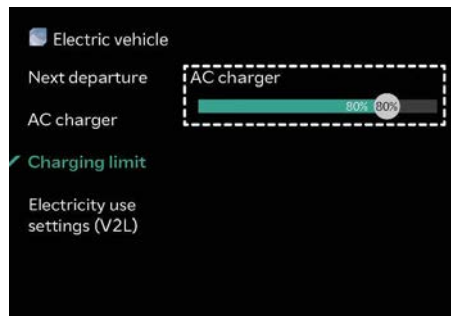 Electric vehicle
Next departure
AC charger
Charging limit
Electricity use
settings (V2L)
AC charger
80% 80%